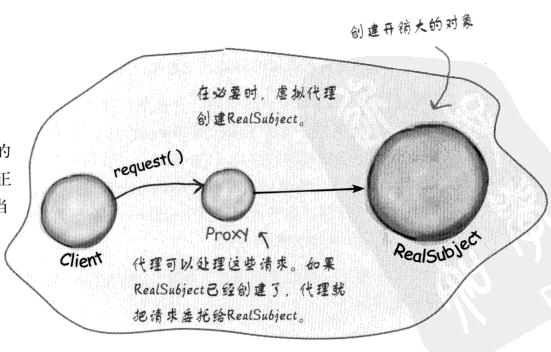 创建开销大的对象
在必要时，虚拟代理
创建RealSubject。
的
正
当
request()
Client
Proxy
RealSubject
代理可以处理这些请求。如果
RealSubject已经创建了，代理就
把请求委托给RealSubject。